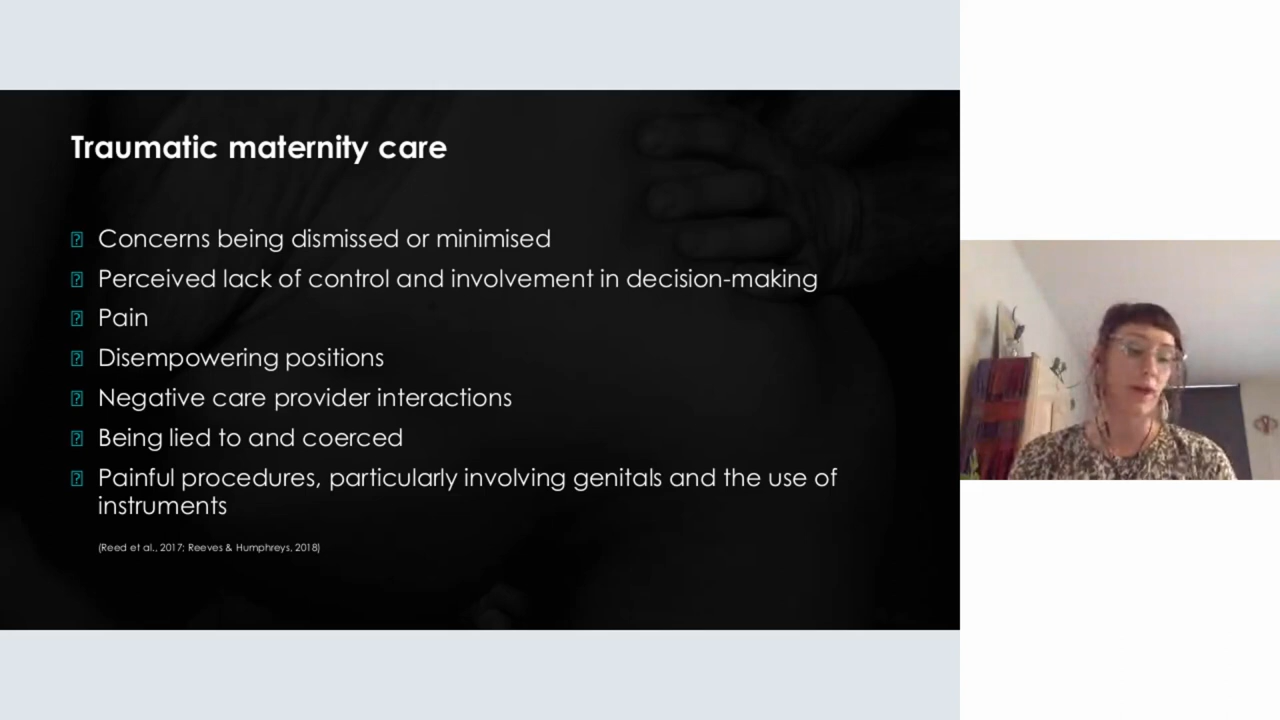 Traumatic maternity care
Concerns being dismissed or minimised
Perceived lack of control and involvement in decision-making
Pain
Disempowering positions
Negative care provider interactions
Being lied to and coerced
Painful procedures, particularly involving genitals and the use of
instruments
(Reed et al., 2017; Reeves & Humphreys, 2018)